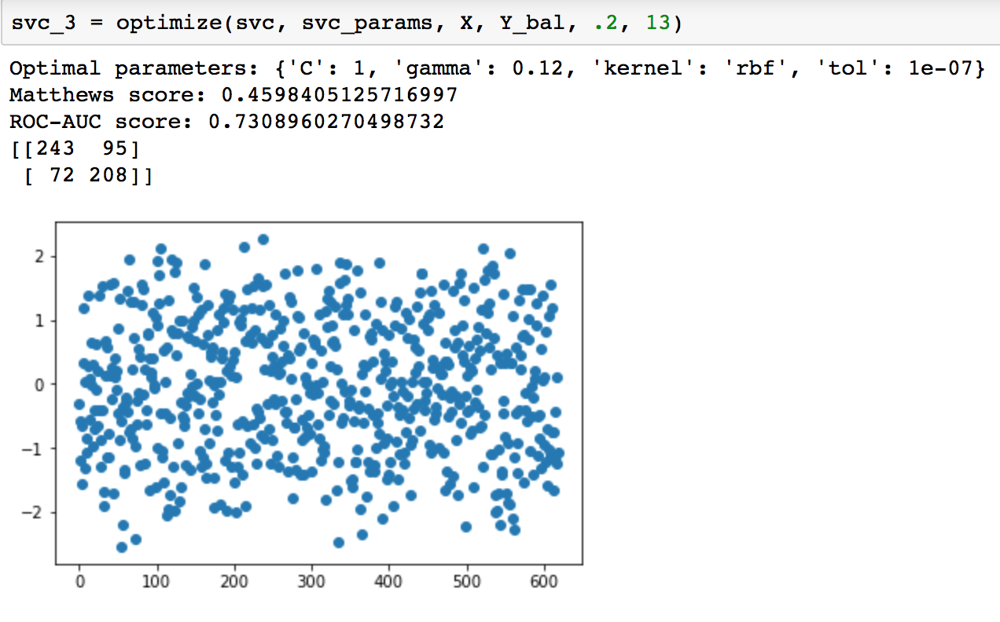 svc_3 = optimize(svc, svc_params, X, Y_bal, .2, 13)
Optimal parameters: {'C': 1, 'gamma': 0.12, 'kernel': 'rbf', 'tol': 1e-07}
Matthews score: 0.4598405125716997
ROC-AUC score: 0.7308960270498732
[[243  95]
 [ 72 208]]
2
1
0
−1
−2
0 100 200 300 400 500 600